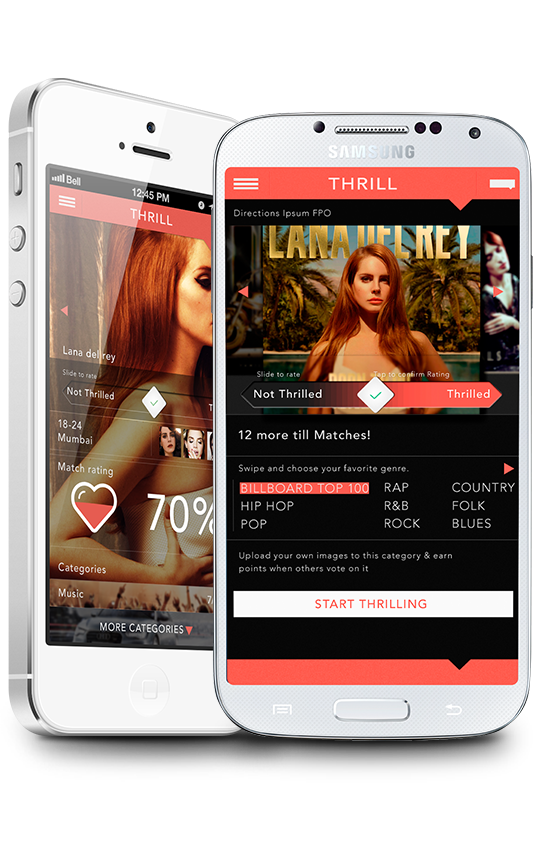 Bell
12:45 PM
THRILL
Lana del rey
Slide to rate
Not Thrilled
18-24
Mumbai
Match rating
70%
Categories
Music
7/
MORE CATEGORIES
SAMSUNG
THRILL
Directions Ipsum FPO
LANA DEL REY
Slide to rate
Tap to confirm Rating
Not Thrilled
Thrilled
12 more till Matches!
Swipe and choose your favorite genre.
BILLBOARD TOP 100 RAP COUNTRY
HIP HOP R&B FOLK
POP ROCK BLUES
Upload your own images to this category & earn
points when others vote on it
START THRILLING